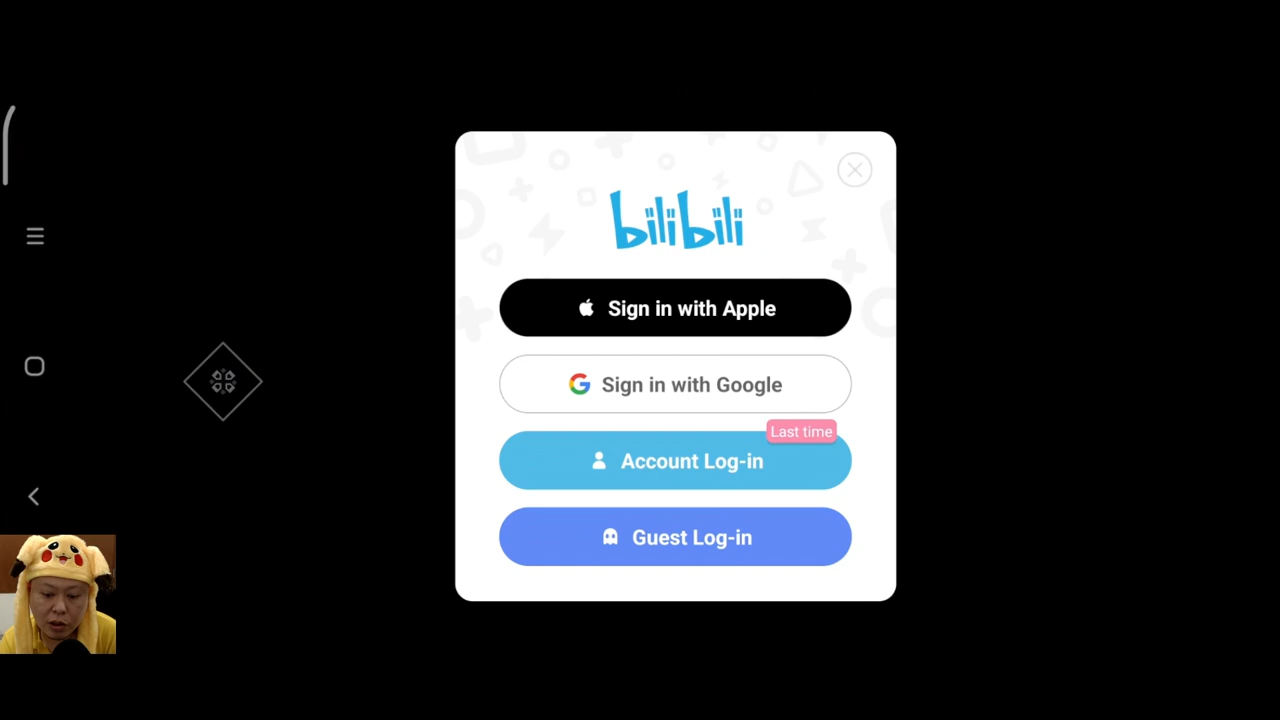 bilibili
Sign in with Apple
Sign in with Google
Last time
Account Log-in
Guest Log-in